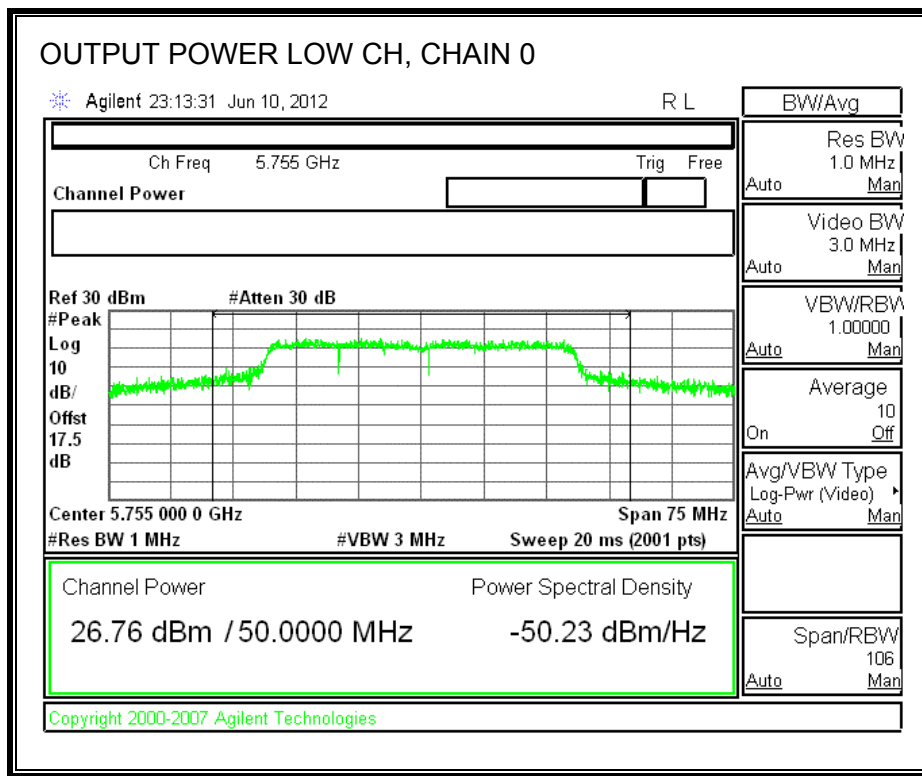 OUTPUT POWER LOW CH, CHAIN 0
Agilent 23:13:31 Jun 10, 2012 R L
BW/Avg
Ch Freq 5.755 GHz Trig Free
Channel Power
Res BW
1.0 MHz
Auto Man
Video BW
3.0 MHz
Auto Man
Ref 30 dBm #Atten 30 dB
#Peak
Log
10
dB/
Offst
17.5
dB
VBW/RBW
1.00000
Auto Man
Average
10
On Off
Avg/VBW Type
Log-Pwr (Video)
Auto Man
Center 5.755 000 0 GHz Span 75 MHz
#Res BW 1 MHz #VBW 3 MHz Sweep 20 ms (2001 pts)
Channel Power Power Spectral Density
26.76 dBm / 50.0000 MHz -50.23 dBm/Hz
Span/RBW
106
Auto Man
Copyright 2000-2007 Agilent Technologies